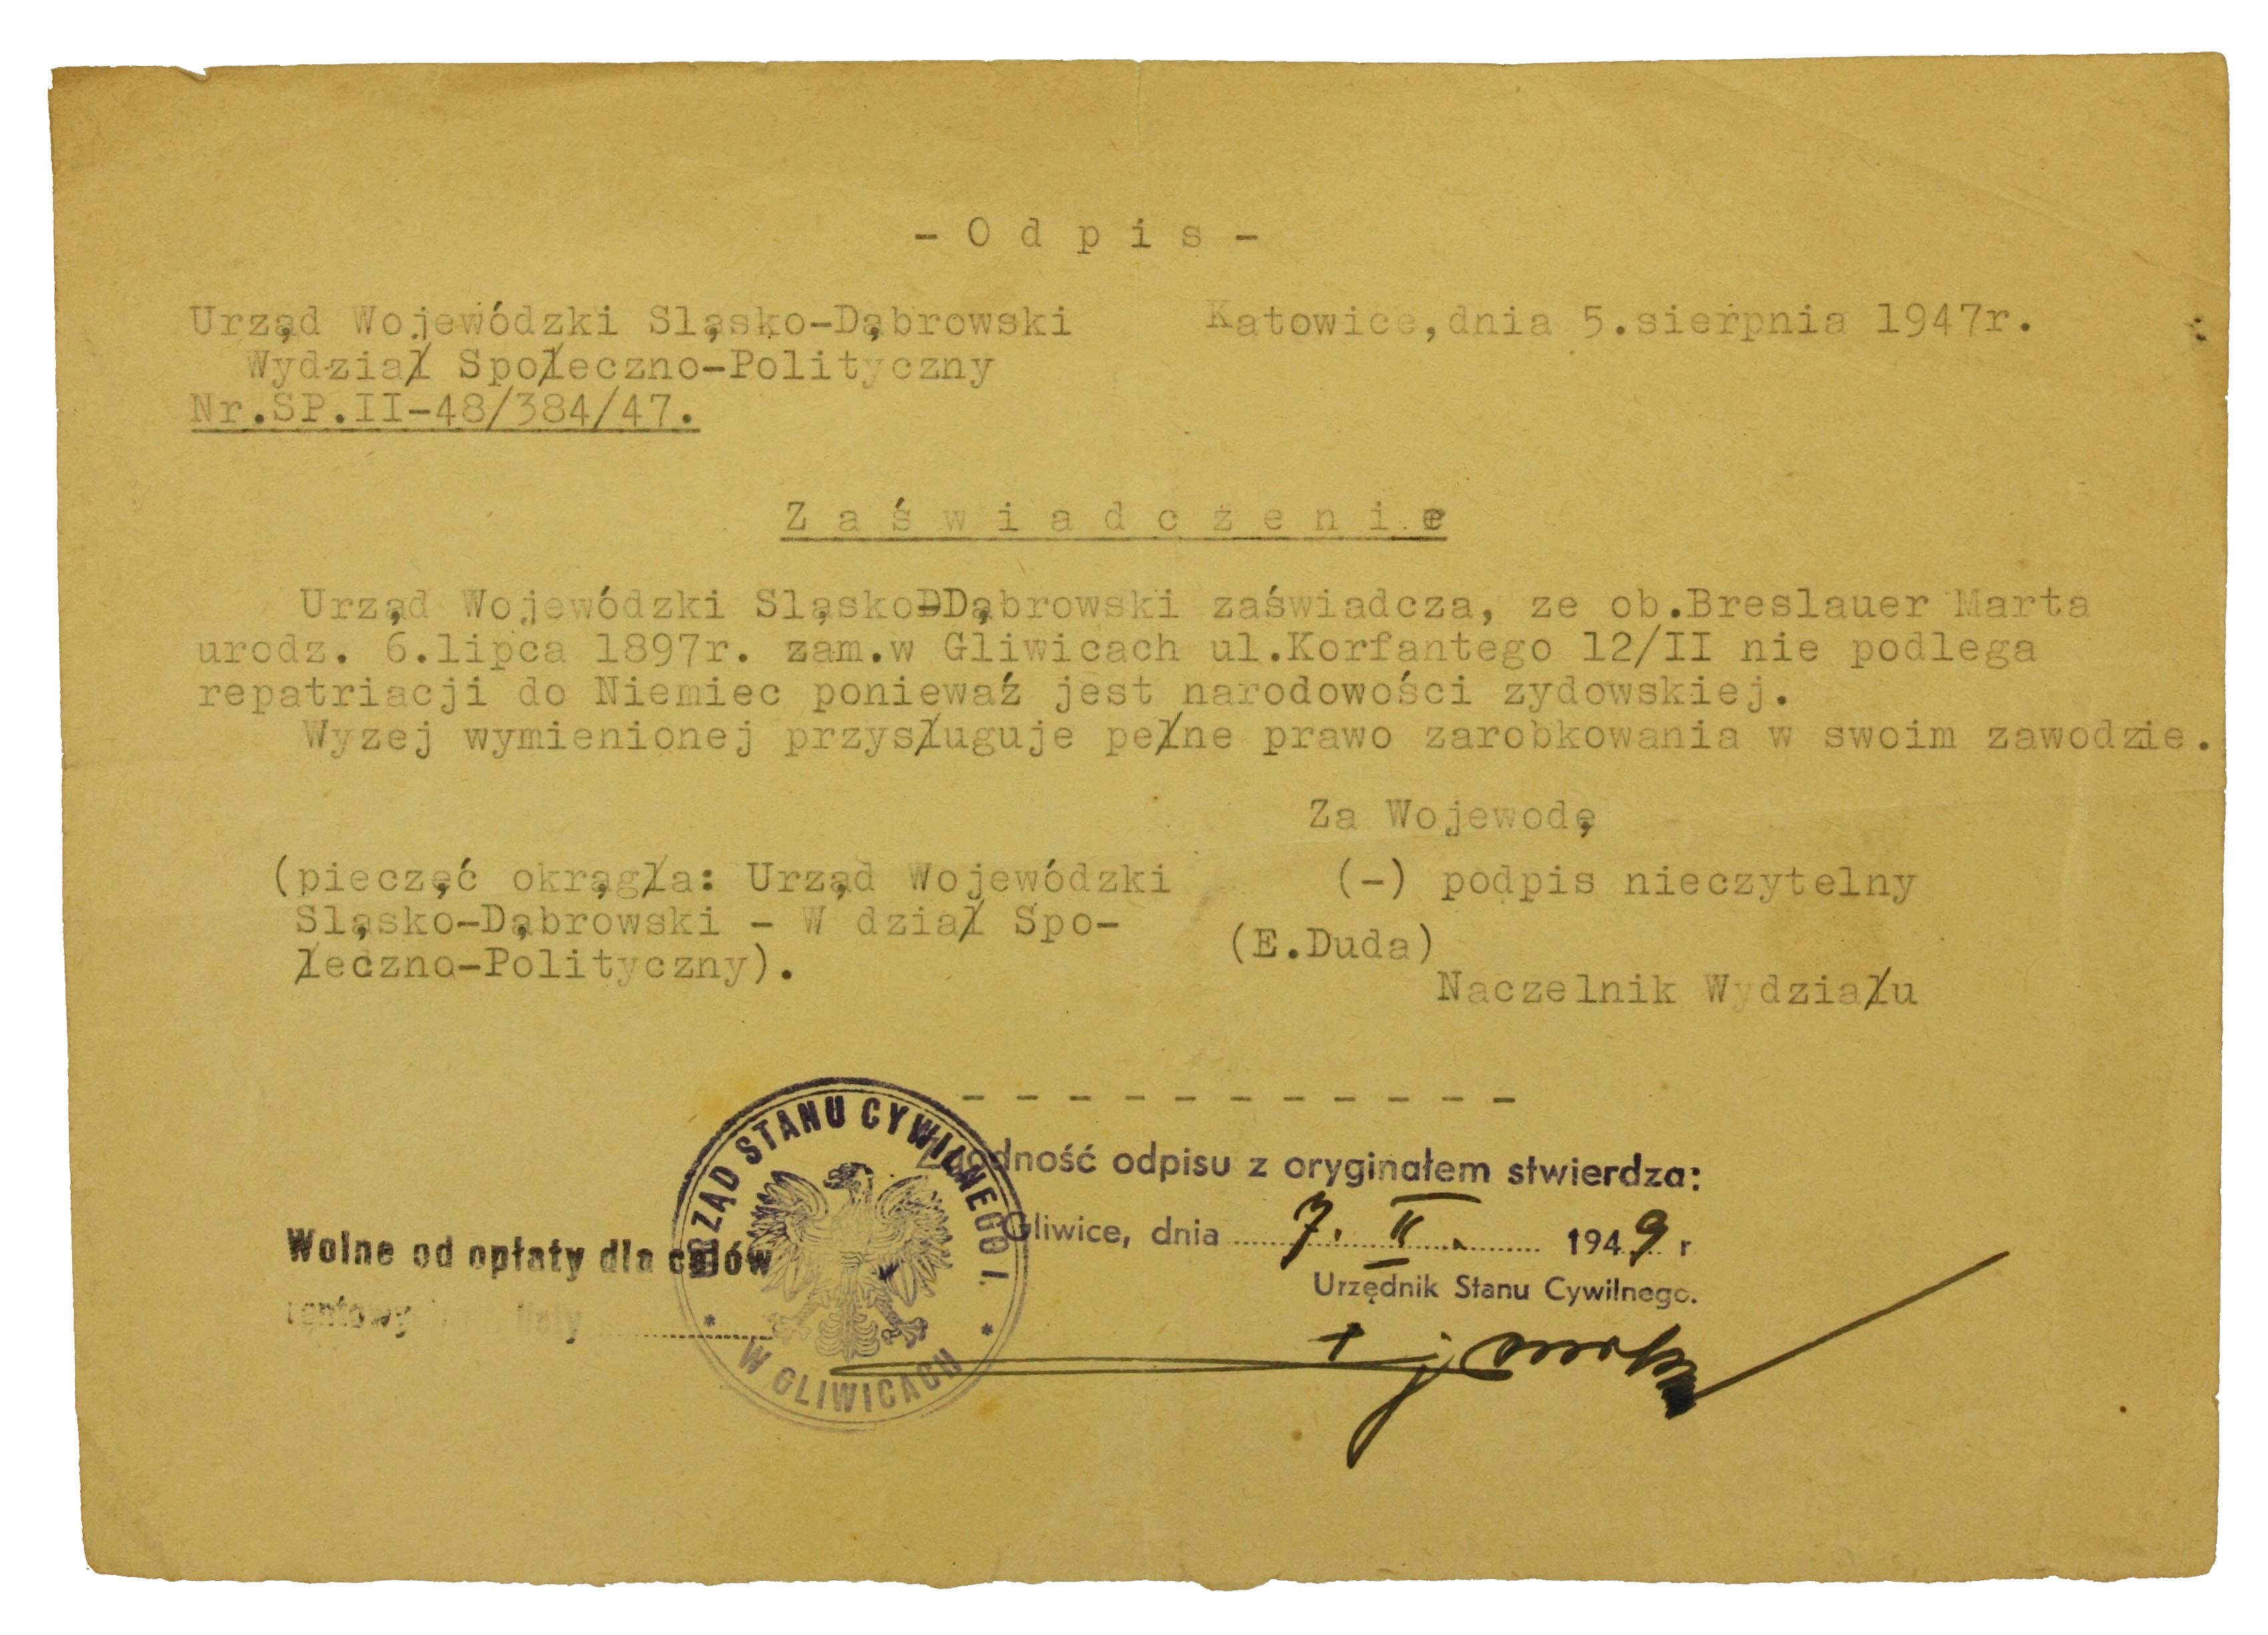 - O d p i s -
Urząd Wojewódzki Sląsko-Dąbrowski Katowice,dnia 5.sierpnia 1947r.
Wydział Społeczno-Polityczny
Nr.SP.II-48/384/47.
Z a ś w i a d c z e n i e
Urząd Wojewódzki SląskoDDąbrowski zaświadcza, ze ob.Breslauer Marta
urodz. 6.lipca 1897r. zam.w Gliwicach ul.Korfantego 12/II nie podlega
repatriacji do Niemiec ponieważ jest narodowości zydowskiej.
Wyzej wymienionej przysługuje pełne prawo zarobkowania w swoim zawodzie.
Za Wojewodę
(pieczęć okrągła: Urząd Wojewódzki (-) podpis nieczytelny
Sląsko-Dąbrowski - W dział Spo-
(E.Duda)
łeczno-Polityczny).
Naczelnik Wydziału
- - - - - - - - - - -
URZĄD STANU CYWILNEGO I.
* W GLIWICACH *
Zgodność odpisu z oryginałem stwierdza:
Gliwice, dnia 7. II. 1949 r
Wolne od opłaty dla celów
Urzędnik Stanu Cywilnego.